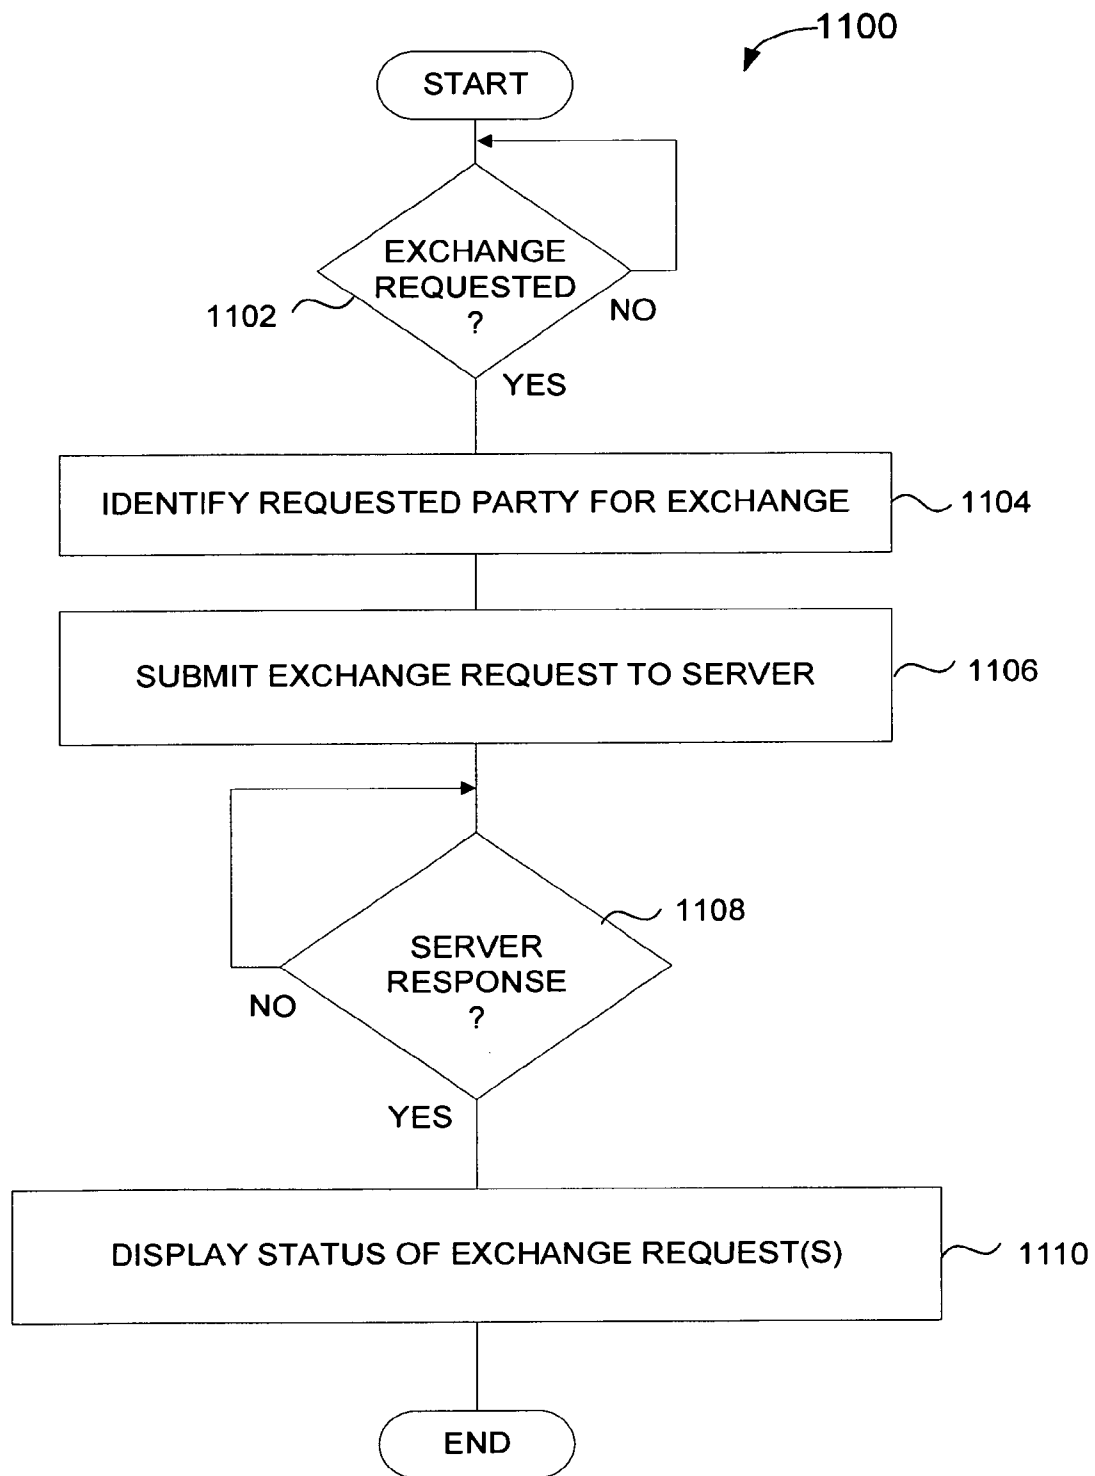 1100
START
EXCHANGE
REQUESTED
?
1102
NO
YES
IDENTIFY REQUESTED PARTY FOR EXCHANGE
1104
SUBMIT EXCHANGE REQUEST TO SERVER
1106
1108
SERVER
RESPONSE
?
NO
YES
DISPLAY STATUS OF EXCHANGE REQUEST(S)
1110
END